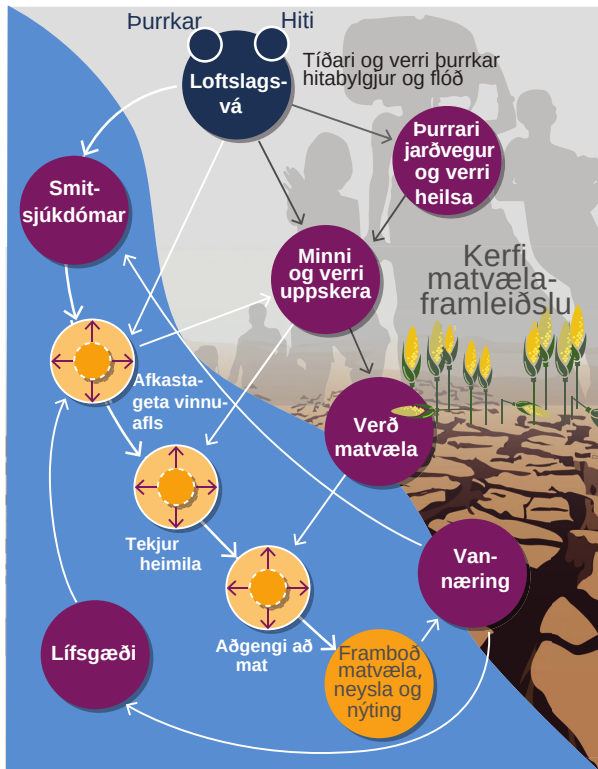 Þurrkar
Hiti
Loftslags-
vá
Tíðari og verri þurrkar
hitabylgjur og flóð
Þurrari
jarðvegur
og verri
heilsa
Smit-
sjúkdómar
Minni
og verri
uppskera
Kerfi
matvæla-
framleiðslu
Afkasta-
geta vinnu-
afls
Verð
matvæla
Tekjur
heimila
Van-
næring
Aðgengi að
mat
Lífsgæði
Framboð
matvæla,
neysla og
nýting